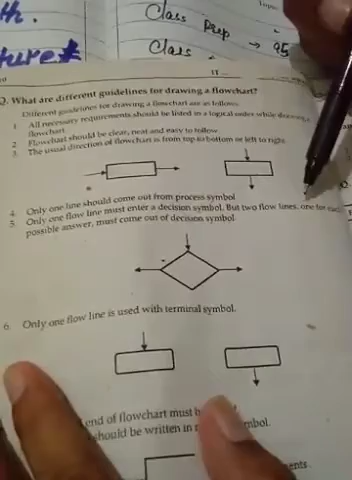 th.
Class prep
ture*
Class → 95
Q. What are different guidelines for drawing a flowchart?
Different guidelines for drawing a flowchart are as follows:
1 All necessary requirements should be listed in a logical order while drawing a
flowchart.
2 Flowchart should be clear, neat and easy to follow.
3. The usual direction of flowchart is from top to bottom or left to right.
4. Only one line should come out from process symbol
5. Only one flow line must enter a decision symbol. But two flow lines, one for each
possible answer, must come out of decision symbol.
6. Only one flow line is used with terminal symbol.
end of flowchart must
should be written in